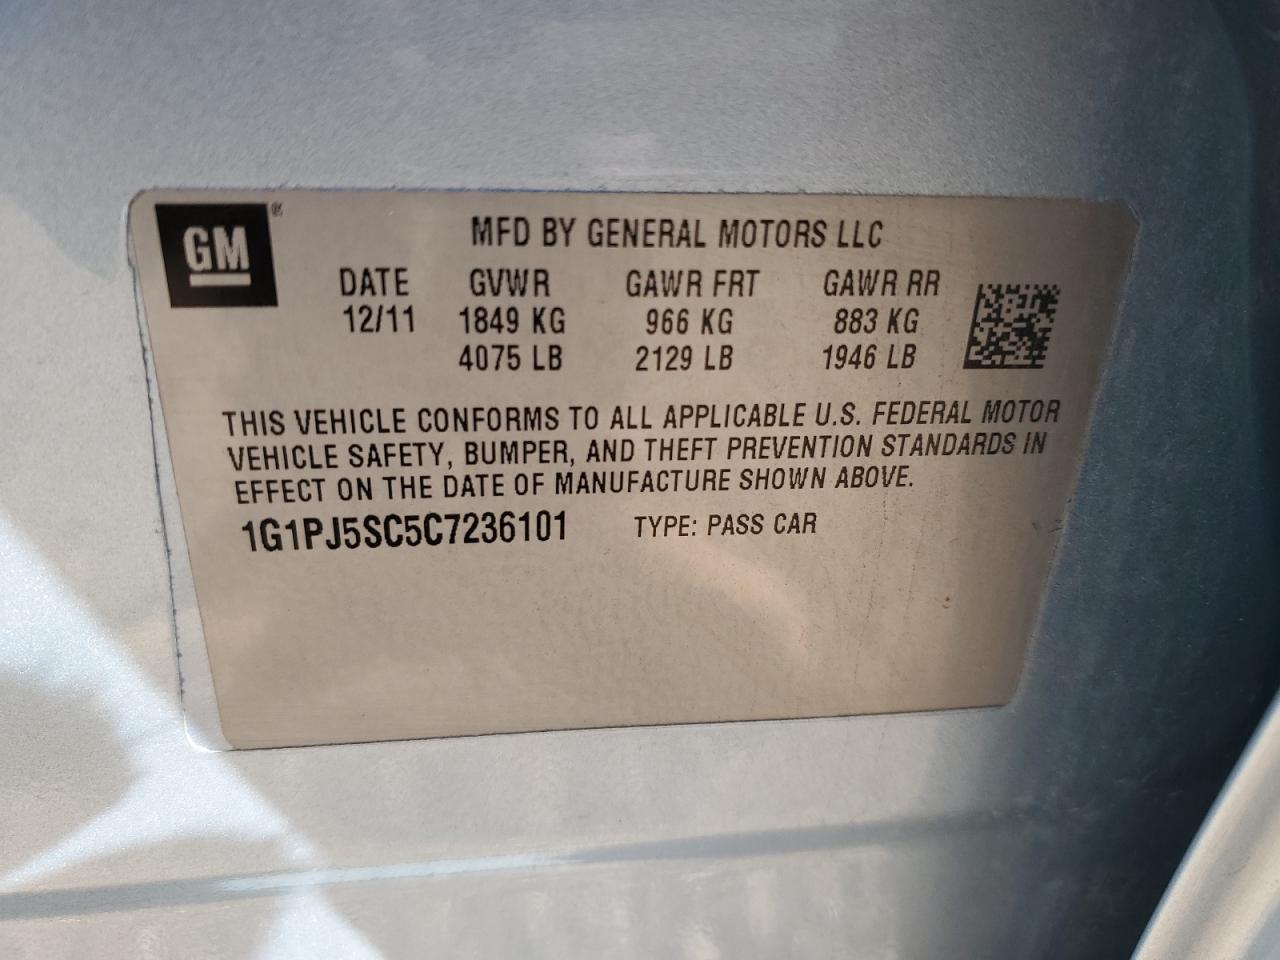 GM®
MFD BY GENERAL MOTORS LLC
DATE GVWR GAWR FRT GAWR RR
12/11 1849 KG 966 KG 883 KG
4075 LB 2129 LB 1946 LB
THIS VEHICLE CONFORMS TO ALL APPLICABLE U.S. FEDERAL MOTOR
VEHICLE SAFETY, BUMPER, AND THEFT PREVENTION STANDARDS IN
EFFECT ON THE DATE OF MANUFACTURE SHOWN ABOVE.
1G1PJ5SC5C7236101 TYPE: PASS CAR